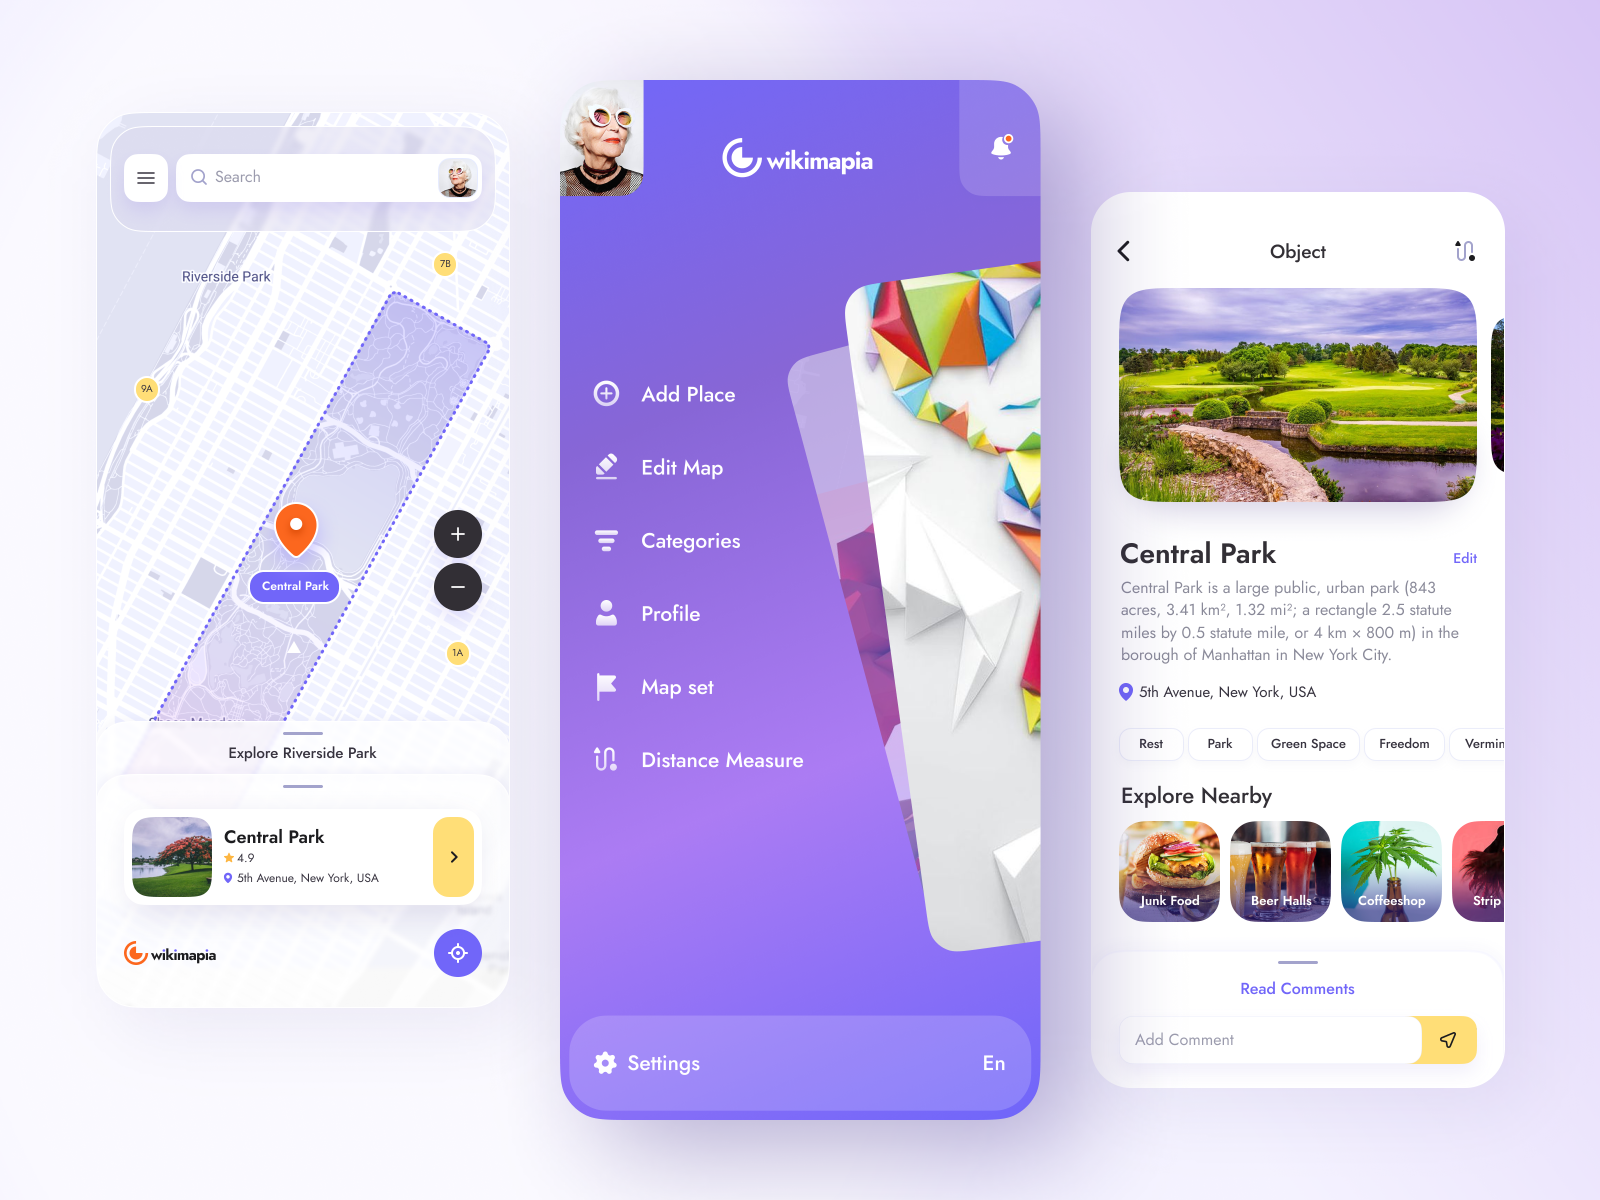 Search
Riverside Park
7B
9A
Central Park
1A
Explore Riverside Park
Central Park
4.9
5th Avenue, New York, USA
wikimapia
wikimapia
Add Place
Edit Map
Categories
Profile
Map set
Distance Measure
Settings
En
Object
Central Park
Edit
Central Park is a large public, urban park (843
acres, 3.41 km², 1.32 mi²; a rectangle 2.5 statute
miles by 0.5 statute mile, or 4 km × 800 m) in the
borough of Manhattan in New York City.
5th Avenue, New York, USA
Rest
Park
Green Space
Freedom
Vermin
Explore Nearby
Junk Food
Beer Halls
Coffeeshop
Strip
Read Comments
Add Comment